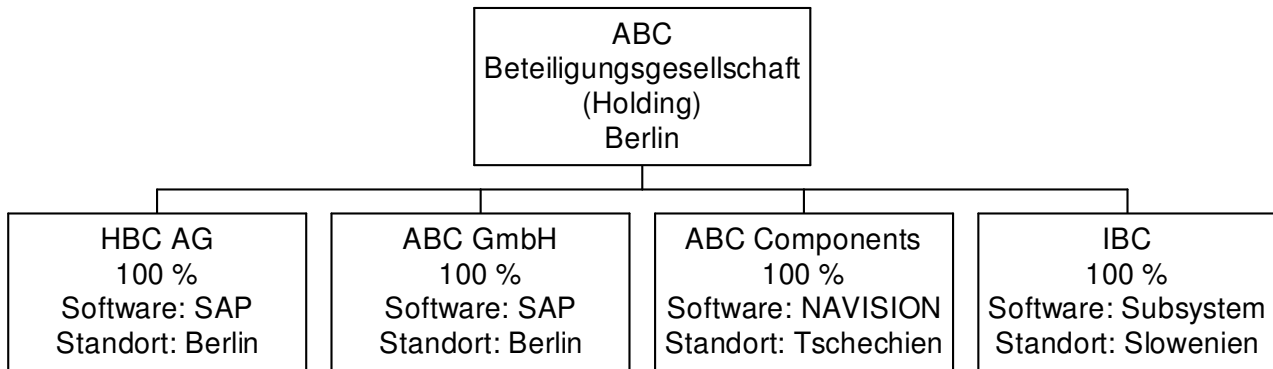 ABC
Beteiligungsgesellschaft
(Holding)
Berlin
HBC AG
100 %
Software: SAP
Standort: Berlin
ABC GmbH
100 %
Software: SAP
Standort: Berlin
ABC Components
100 %
Software: NAVISION
Standort: Tschechien
IBC
100 %
Software: Subsystem
Standort: Slowenien